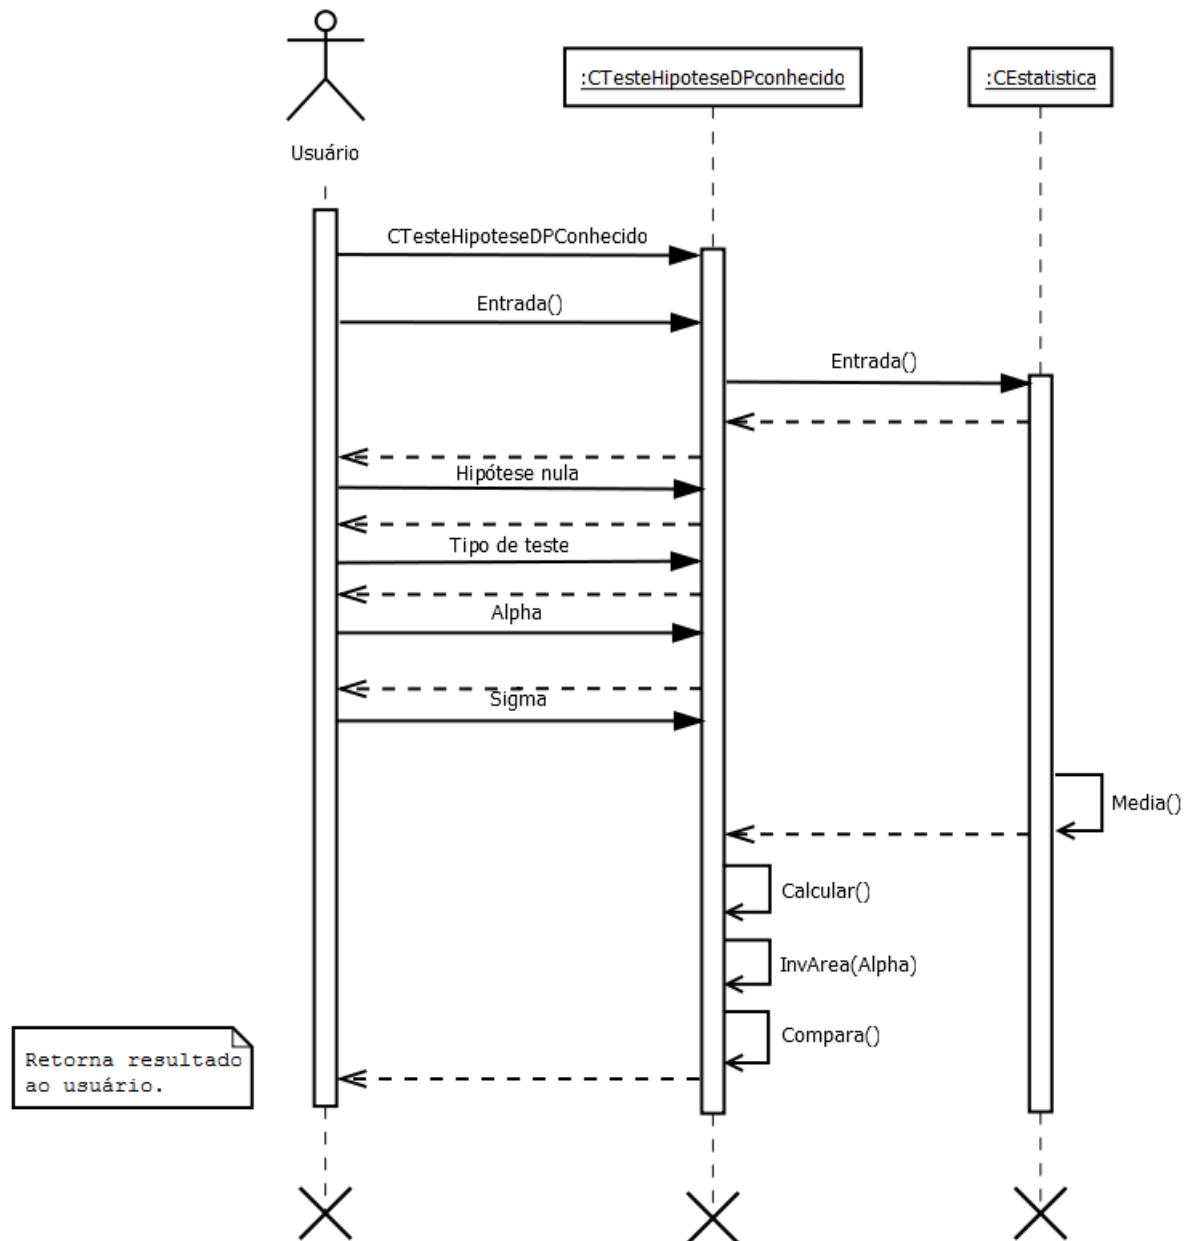 :CTesteHipoteseDPconhecido
:CEstatistica
Usuário
CTesteHipoteseDPConhecido
Entrada()
Entrada()
Hipótese nula
Tipo de teste
Alpha
Sigma
Media()
Calcular()
InvArea(Alpha)
Compara()
Retorna resultado
ao usuário.